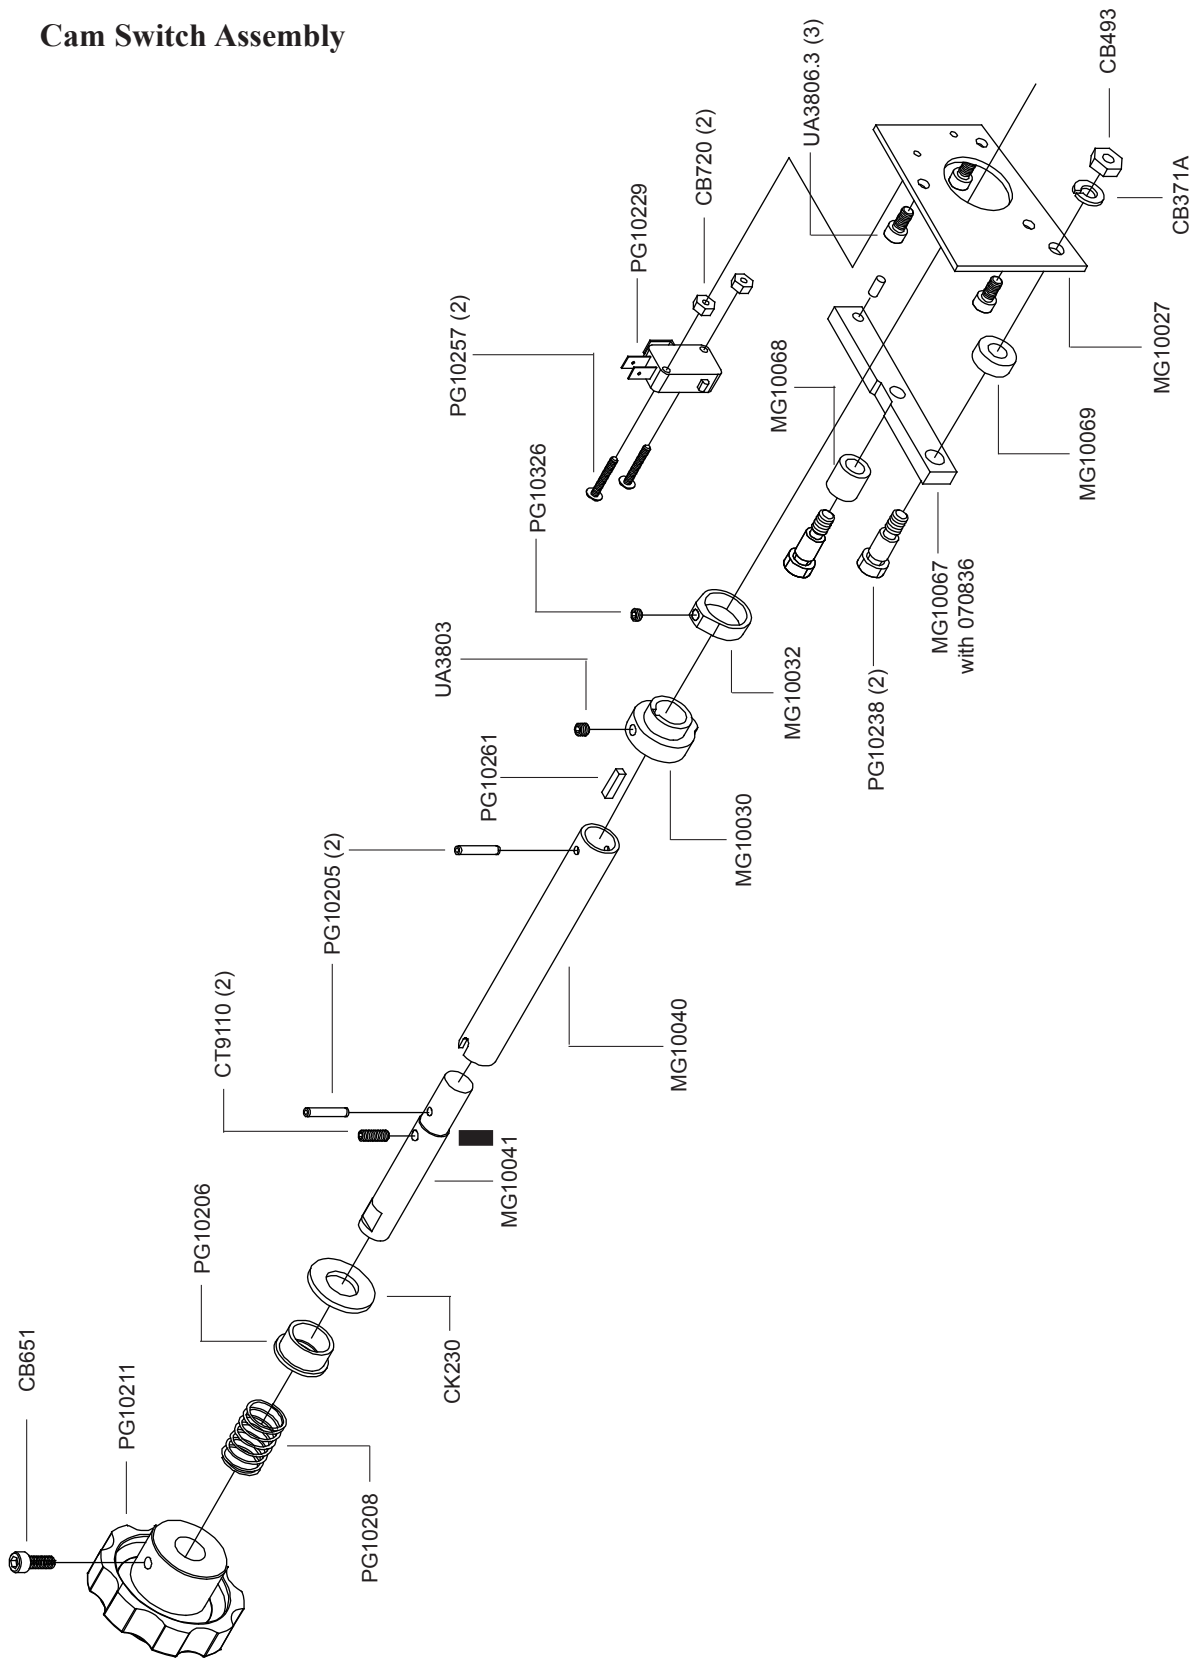 Cam Switch Assembly
CB651
PG10211
PG10208
PG10206
CK230
CT9110 (2)
MG10041
PG10205 (2)
MG10040
PG10261
MG10030
UA3803
MG10032
PG10326
PG10257 (2)
PG10229
CB720 (2)
UA3806.3 (3)
MG10068
PG10238 (2)
MG10067
with 070836
MG10069
MG10027
CB371A
CB493